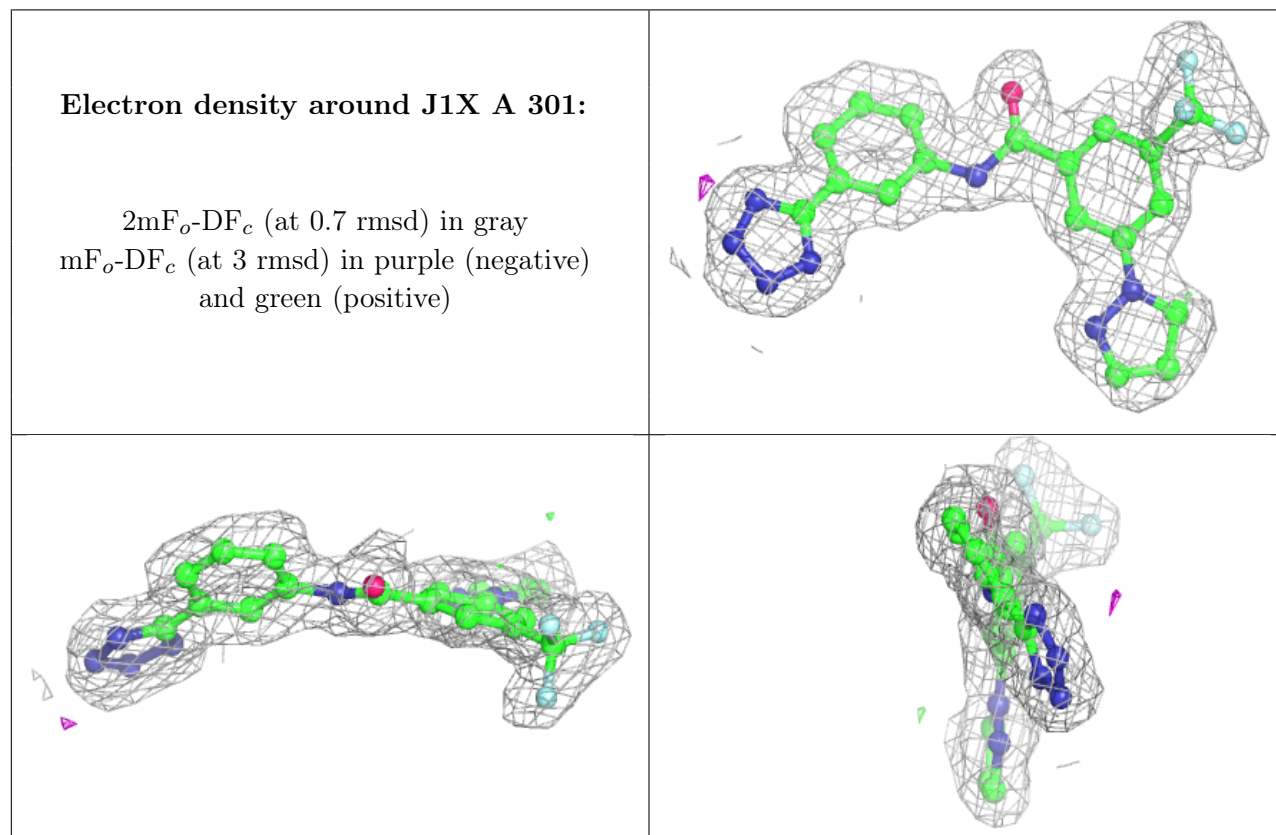 Electron density around J1X A 301:
2mFₒ-DF𝒸 (at 0.7 rmsd) in gray
mFₒ-DF𝒸 (at 3 rmsd) in purple (negative)
and green (positive)